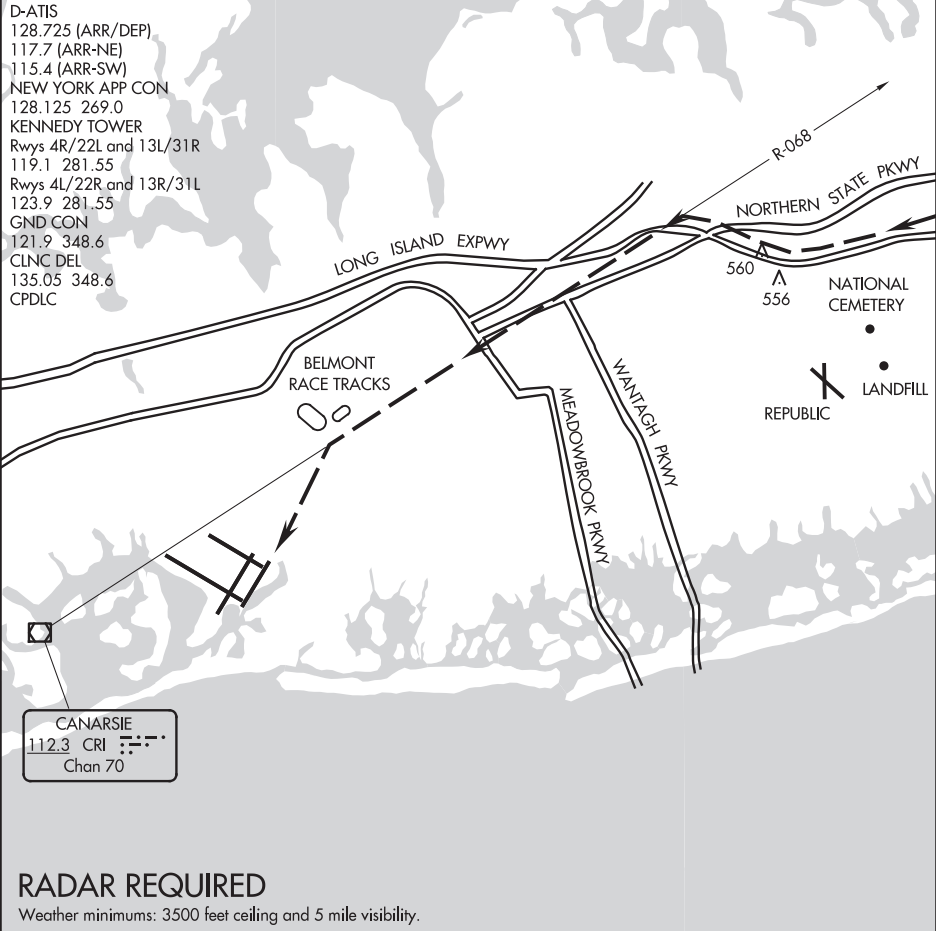 D-ATIS
128.725 (ARR/DEP)
117.7 (ARR-NE)
115.4 (ARR-SW)
NEW YORK APP CON
128.125 269.0
KENNEDY TOWER
Rwys 4R/22L and 13L/31R
119.1 281.55
Rwys 4L/22R and 13R/31L
123.9 281.55
GND CON
121.9 348.6
CLNC DEL
135.05 348.6
CPDLC
R-068
NORTHERN STATE PKWY
LONG ISLAND EXPWY
560
556
NATIONAL
CEMETERY
LANDFILL
REPUBLIC
BELMONT
RACE TRACKS
WANTAGH PKWY
MEADOWBROOK PKWY
CANARSIE
112.3 CRI
Chan 70
RADAR REQUIRED
Weather minimums: 3500 feet ceiling and 5 mile visibility.